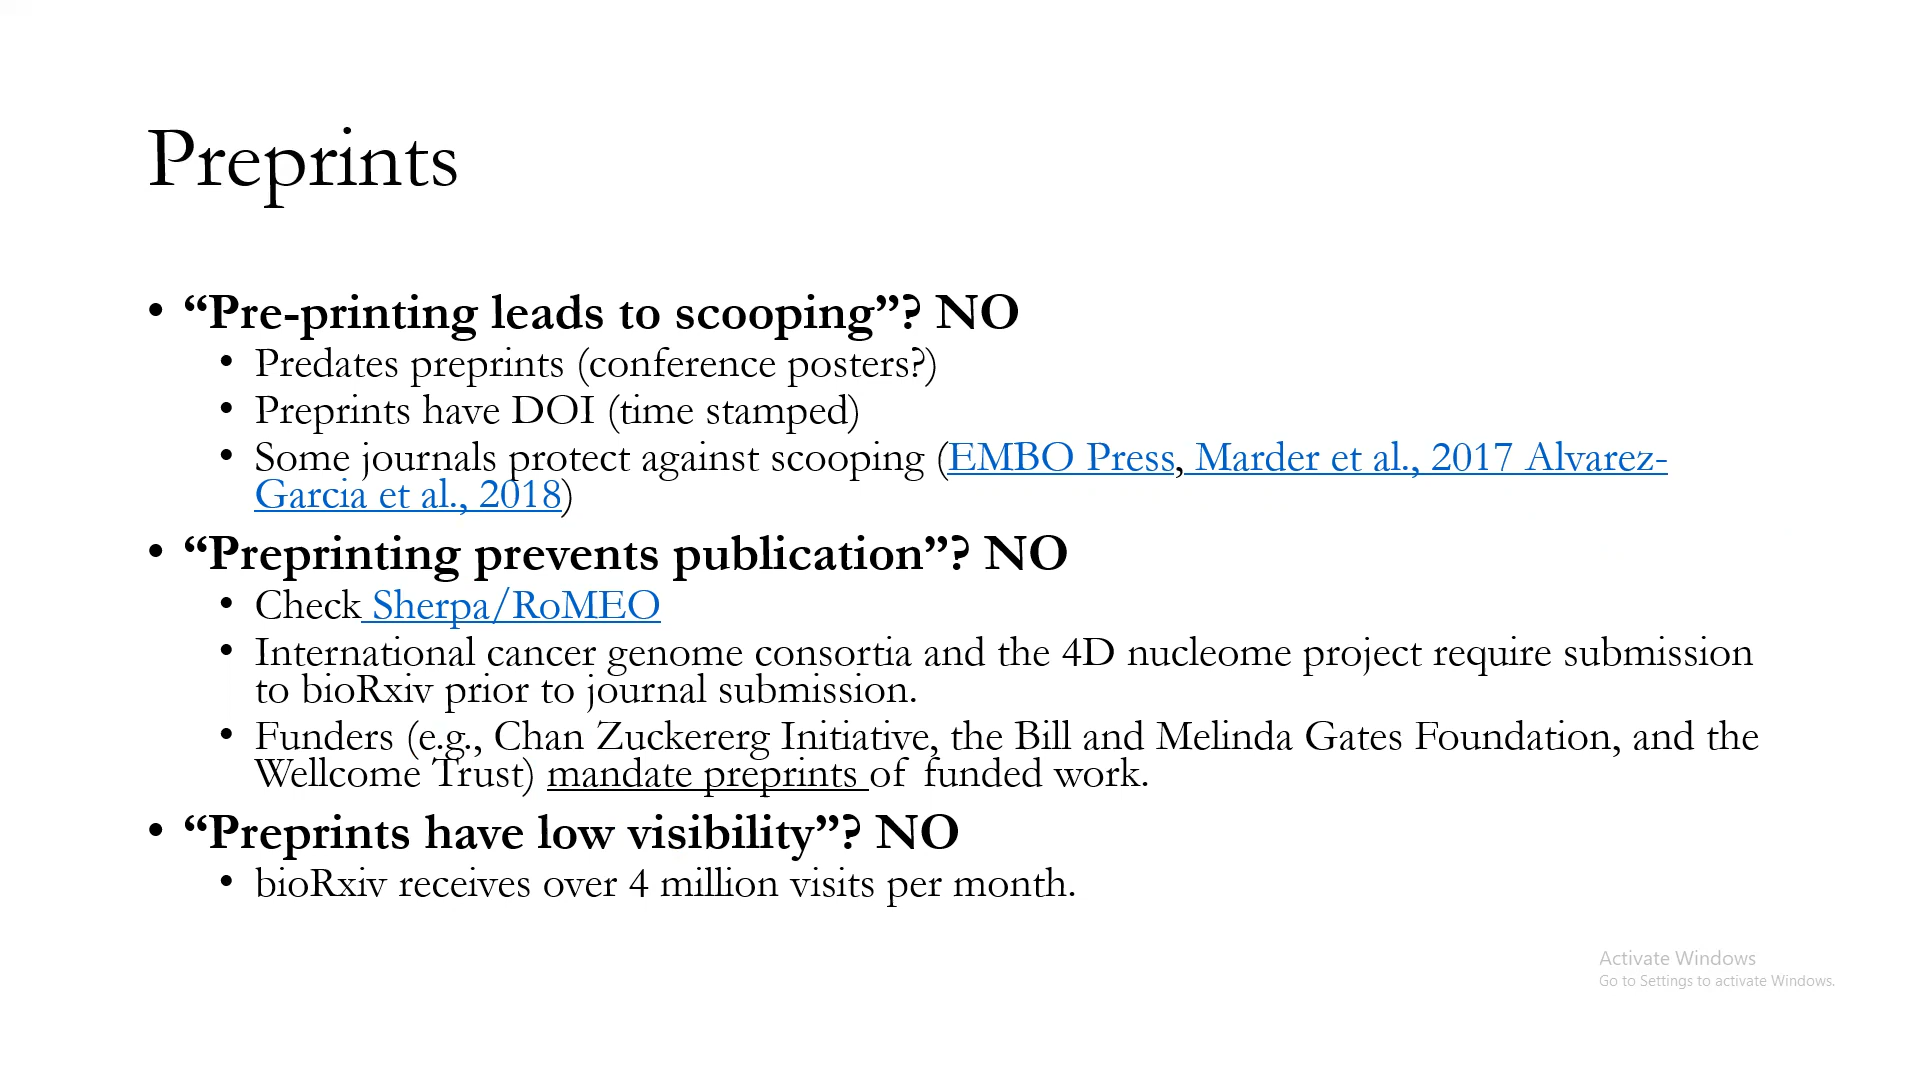 Preprints
• “Pre-printing leads to scooping”? NO
• Predates preprints (conference posters?)
• Preprints have DOI (time stamped)
• Some journals protect against scooping (EMBO Press, Marder et al., 2017 Alvarez-
Garcia et al., 2018)
• “Preprinting prevents publication”? NO
• Check Sherpa/RoMEO
• International cancer genome consortia and the 4D nucleome project require submission
to bioRxiv prior to journal submission.
• Funders (e.g., Chan Zuckererg Initiative, the Bill and Melinda Gates Foundation, and the
Wellcome Trust) mandate preprints of funded work.
• “Preprints have low visibility”? NO
• bioRxiv receives over 4 million visits per month.
Activate Windows
Go to Settings to activate Windows.